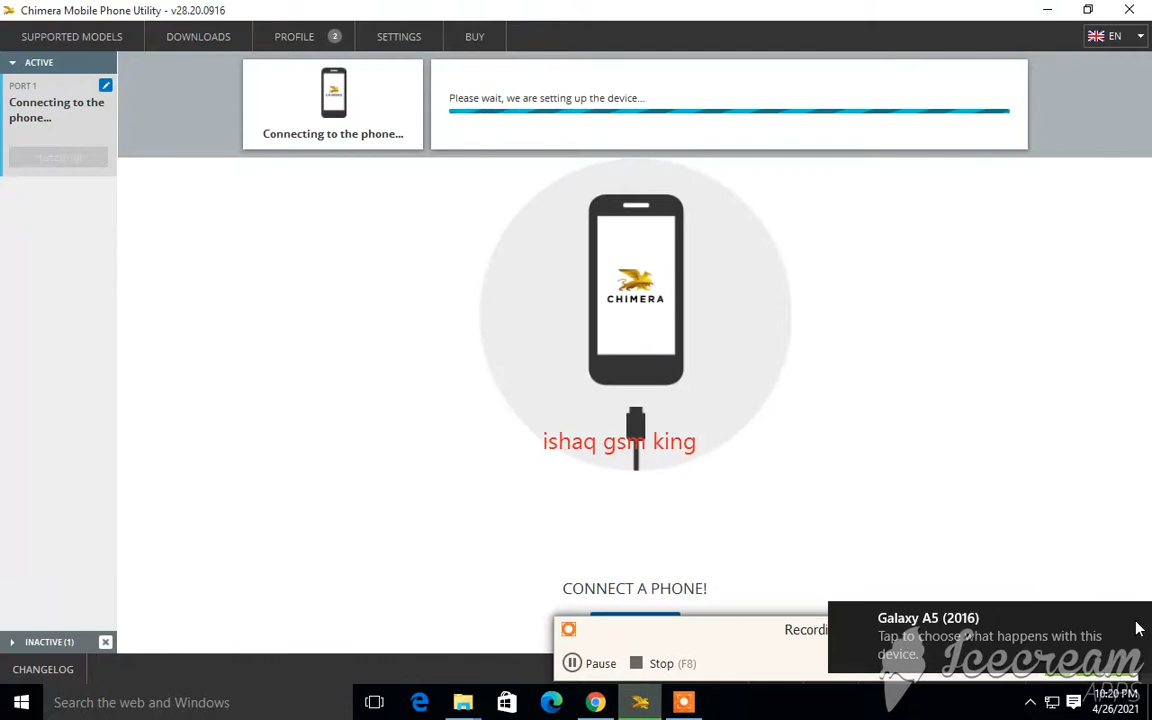 Chimera Mobile Phone Utility - v28.20.0916
SUPPORTED MODELS
DOWNLOADS
PROFILE 2
SETTINGS
BUY
EN
ACTIVE
PORT 1
Connecting to the
phone...
CHIMERA
Connecting to the phone...
Please wait, we are setting up the device...
CHIMERA
ishaq gsm king
CONNECT A PHONE!
INACTIVE (1)
CHANGELOG
Pause
Stop (F8)
Galaxy A5 (2016)
Tap to choose what happens with this
device.
Icecream
APPS
Search the web and Windows
10:20 PM
4/26/2021